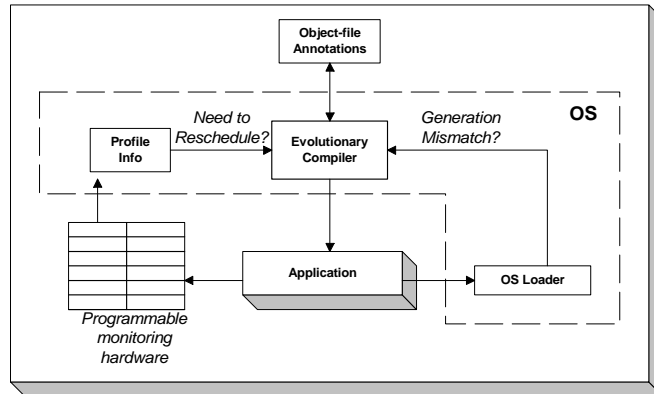 Object-file
Annotations
OS
Need to
Reschedule?
Generation
Mismatch?
Profile
Info
Evolutionary
Compiler
Application
OS Loader
Programmable
monitoring
hardware